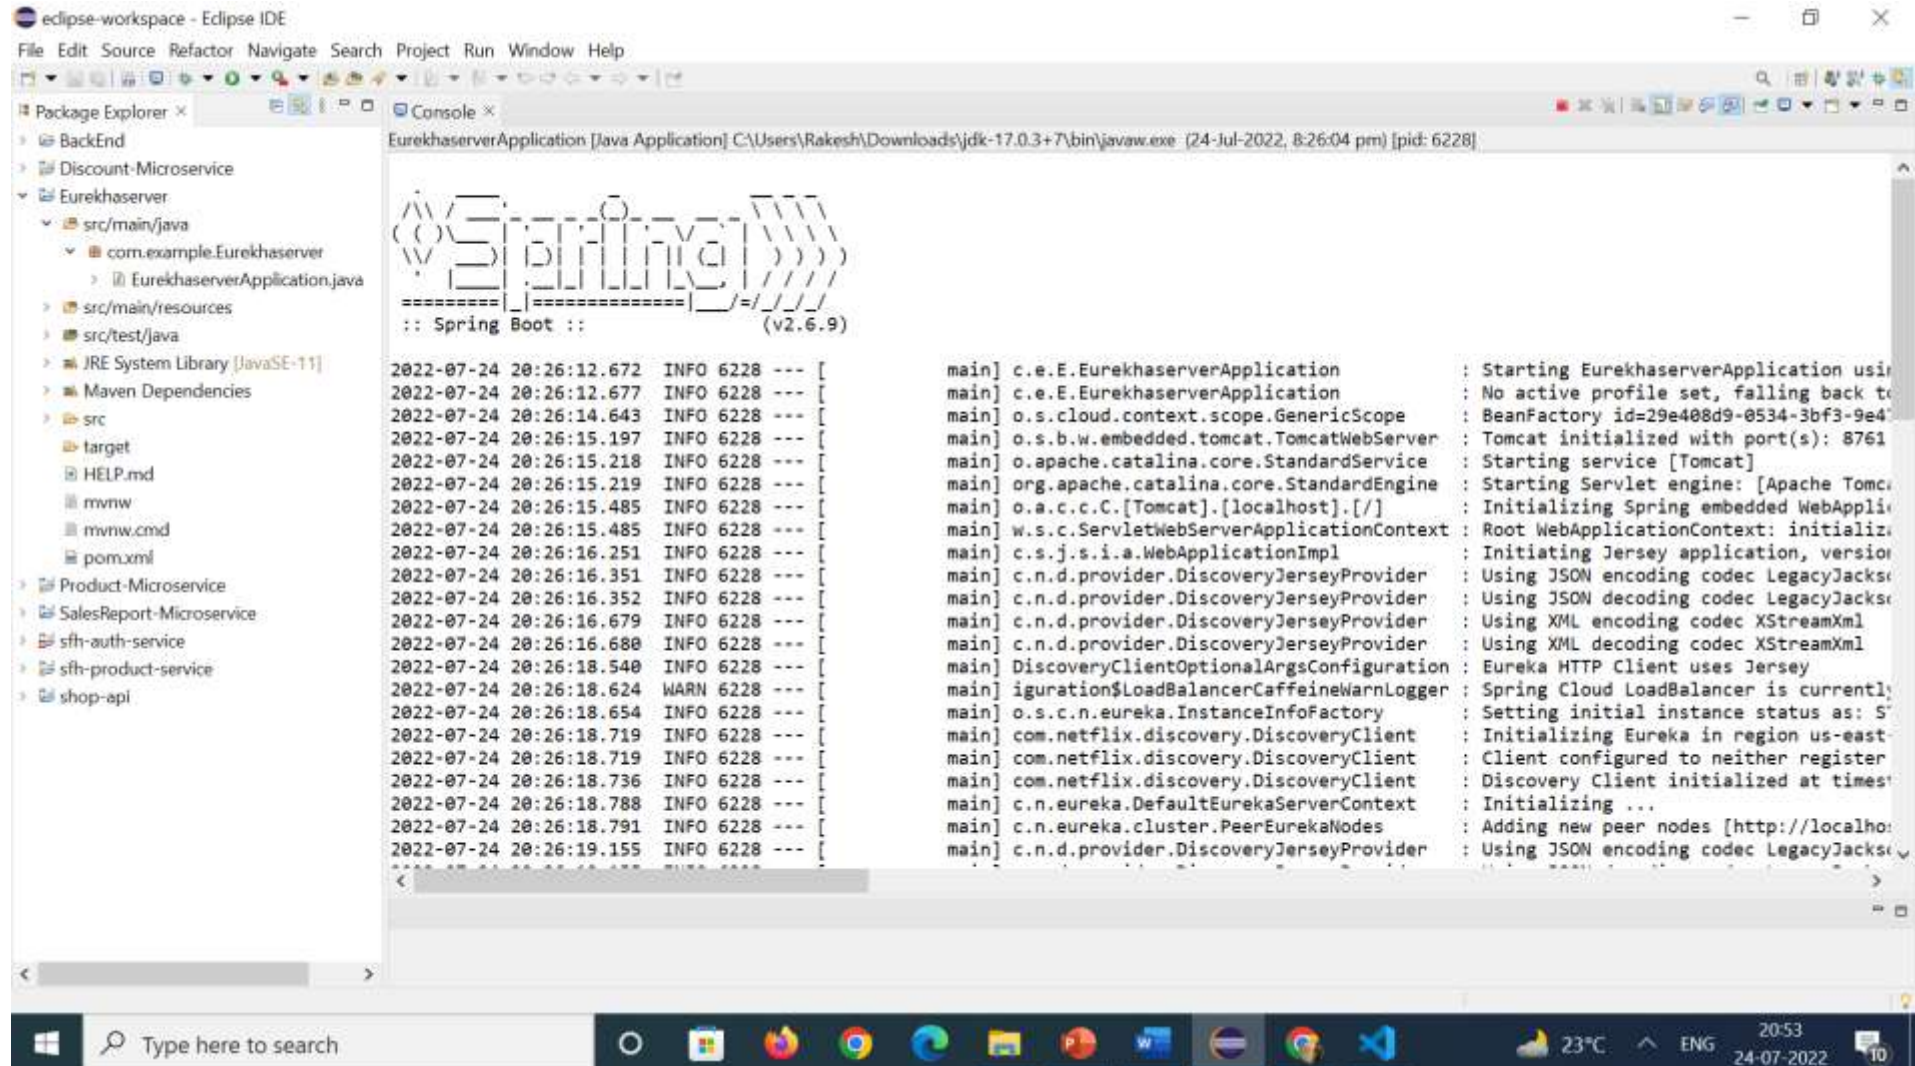 eclipse-workspace - Eclipse IDE
File Edit Source Refactor Navigate Search Project Run Window Help
Package Explorer ×
BackEnd
Discount-Microservice
Eurekhaserver
src/main/java
com.example.Eurekhaserver
EurekhaserverApplication.java
src/main/resources
src/test/java
JRE System Library [JavaSE-11]
Maven Dependencies
src
target
HELP.md
mvnw
mvnw.cmd
pom.xml
Product-Microservice
SalesReport-Microservice
sfh-auth-service
sfh-product-service
shop-api
Console ×
EurekhaserverApplication [Java Application] C:\Users\Rakesh\Downloads\jdk-17.0.3+7\bin\javaw.exe (24-Jul-2022, 8:26:04 pm) [pid: 6228]
Spring
:: Spring Boot :: (v2.6.9)
2022-07-24 20:26:12.672 INFO 6228 --- [ main] c.e.E.EurekhaserverApplication : Starting EurekhaserverApplication usin
2022-07-24 20:26:12.677 INFO 6228 --- [ main] c.e.E.EurekhaserverApplication : No active profile set, falling back to
2022-07-24 20:26:14.643 INFO 6228 --- [ main] o.s.cloud.context.scope.GenericScope : BeanFactory id=29e408d9-0534-3bf3-9e47
2022-07-24 20:26:15.197 INFO 6228 --- [ main] o.s.b.w.embedded.tomcat.TomcatWebServer : Tomcat initialized with port(s): 8761
2022-07-24 20:26:15.218 INFO 6228 --- [ main] o.apache.catalina.core.StandardService : Starting service [Tomcat]
2022-07-24 20:26:15.219 INFO 6228 --- [ main] org.apache.catalina.core.StandardEngine : Starting Servlet engine: [Apache Tomca
2022-07-24 20:26:15.485 INFO 6228 --- [ main] o.a.c.c.C.[Tomcat].[localhost].[/] : Initializing Spring embedded WebApplic
2022-07-24 20:26:15.485 INFO 6228 --- [ main] w.s.c.ServletWebServerApplicationContext : Root WebApplicationContext: initializa
2022-07-24 20:26:16.251 INFO 6228 --- [ main] c.s.j.s.i.a.WebApplicationImpl : Initiating Jersey application, version
2022-07-24 20:26:16.351 INFO 6228 --- [ main] c.n.d.provider.DiscoveryJerseyProvider : Using JSON encoding codec LegacyJackso
2022-07-24 20:26:16.352 INFO 6228 --- [ main] c.n.d.provider.DiscoveryJerseyProvider : Using JSON decoding codec LegacyJackso
2022-07-24 20:26:16.679 INFO 6228 --- [ main] c.n.d.provider.DiscoveryJerseyProvider : Using XML encoding codec XStreamXml
2022-07-24 20:26:16.680 INFO 6228 --- [ main] c.n.d.provider.DiscoveryJerseyProvider : Using XML decoding codec XStreamXml
2022-07-24 20:26:18.540 INFO 6228 --- [ main] DiscoveryClientOptionalArgsConfiguration : Eureka HTTP Client uses Jersey
2022-07-24 20:26:18.624 WARN 6228 --- [ main] iguration$LoadBalancerCaffeineWarnLogger : Spring Cloud LoadBalancer is currently
2022-07-24 20:26:18.654 INFO 6228 --- [ main] o.s.c.n.eureka.InstanceInfoFactory : Setting initial instance status as: S
2022-07-24 20:26:18.719 INFO 6228 --- [ main] com.netflix.discovery.DiscoveryClient : Initializing Eureka in region us-east-
2022-07-24 20:26:18.719 INFO 6228 --- [ main] com.netflix.discovery.DiscoveryClient : Client configured to neither register
2022-07-24 20:26:18.736 INFO 6228 --- [ main] com.netflix.discovery.DiscoveryClient : Discovery Client initialized at timest
2022-07-24 20:26:18.788 INFO 6228 --- [ main] c.n.eureka.DefaultEurekaServerContext : Initializing ...
2022-07-24 20:26:18.791 INFO 6228 --- [ main] c.n.eureka.cluster.PeerEurekaNodes : Adding new peer nodes [http://localhos
2022-07-24 20:26:19.155 INFO 6228 --- [ main] c.n.d.provider.DiscoveryJerseyProvider : Using JSON encoding codec LegacyJackso
Type here to search
23°C
ENG
20:53
24-07-2022
10